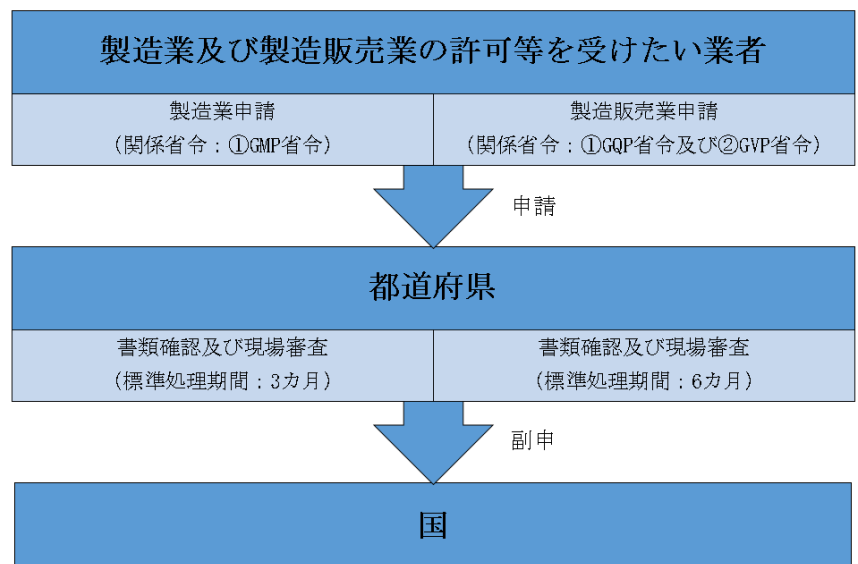 製造業及び製造販売業の許可等を受けたい業者
製造業申請
(関係省令：①GMP省令)
製造販売業申請
(関係省令：①GQP省令及び②GVP省令)
申請
都道府県
書類確認及び現場審査
(標準処理期間：3カ月)
書類確認及び現場審査
(標準処理期間：6カ月)
副申
国